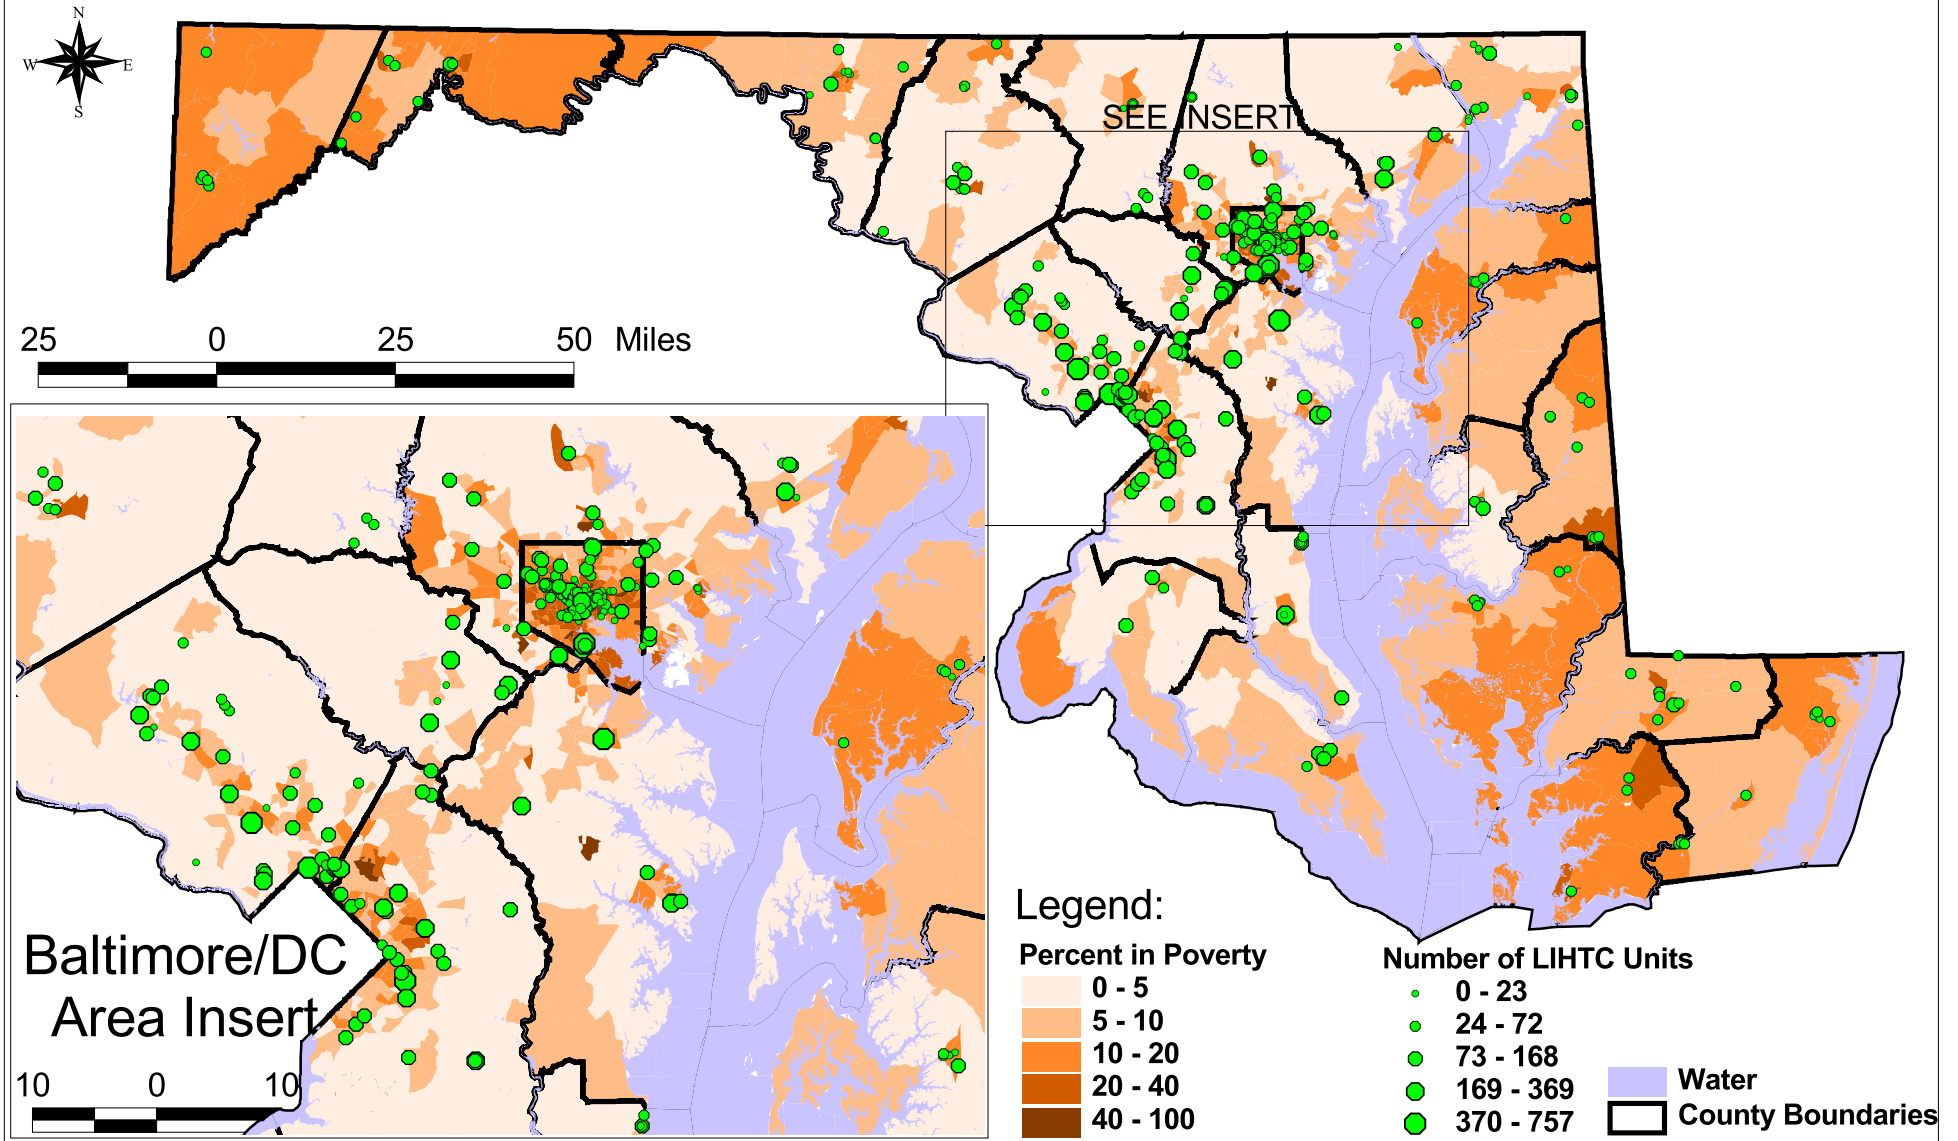 N
W E
S
SEE INSERT
25 0 25 50 Miles
Baltimore/DC
Area Insert
10 0 10
Legend:
Percent in Poverty
0 - 5
5 - 10
10 - 20
20 - 40
40 - 100
Number of LIHTC Units
0 - 23
24 - 72
73 - 168
169 - 369
370 - 757
Water
County Boundaries